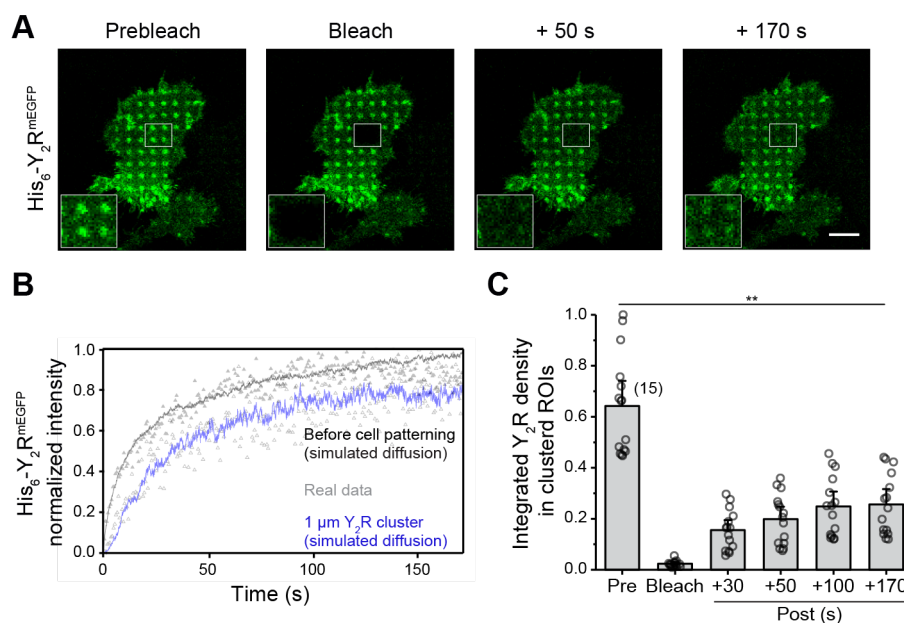 A
Prebleach
Bleach
+ 50 s
+ 170 s
His₆-Y₂Rᵐᴱᴳᶠᴾ
B
His₆-Y₂Rᵐᴱᴳᶠᴾ
normalized intensity
1.0
0.8
0.6
0.4
0.2
0.0
Before cell patterning
(simulated diffusion)
Real data
1 µm Y₂R cluster
(simulated diffusion)
0
50
100
150
Time (s)
C
Integrated Y₂R density
in clusterd ROIs
1.0
0.8
0.6
0.4
0.2
0.0
**
(15)
Pre
Bleach
+30
+50
+100
+170
Post (s)